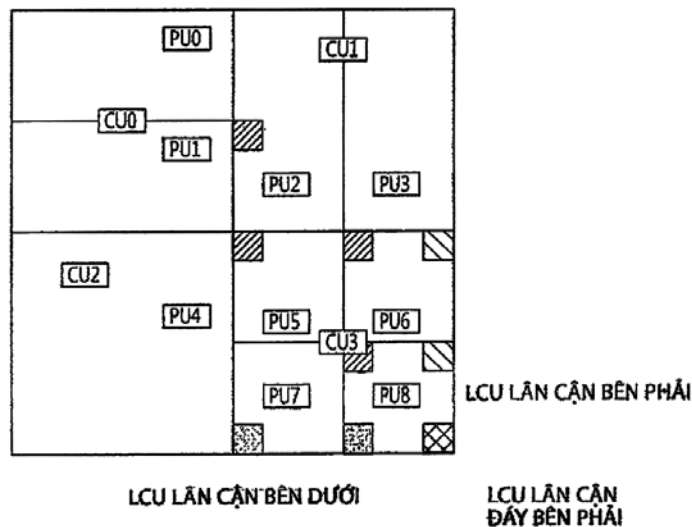 PU0
CU1
CU0
PU1
PU2
PU3
CU2
PU4
PU5
PU6
CU3
PU7
PU8
LCU LÂN CẬN BÊN PHẢI
LCU LÂN CẬN BÊN DƯỚI
LCU LÂN CẬN
ĐÁY BÊN PHẢI